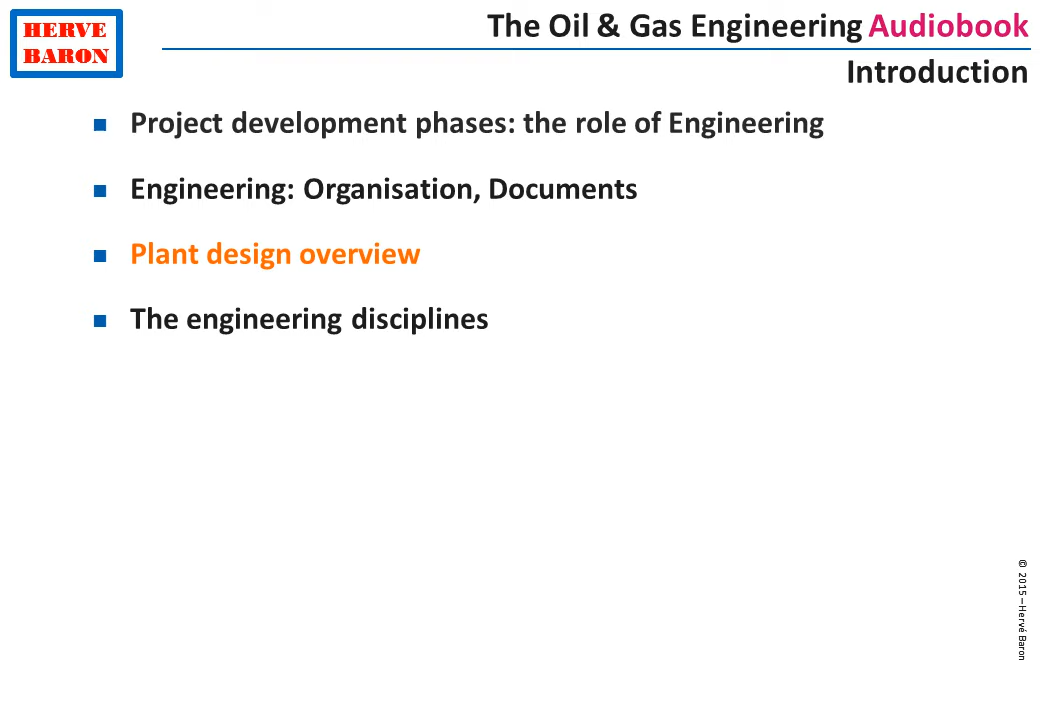 HERVE
BARON
The Oil & Gas Engineering Audiobook
Introduction
Project development phases: the role of Engineering
Engineering: Organisation, Documents
Plant design overview
The engineering disciplines
© 2015 – Hervé Baron